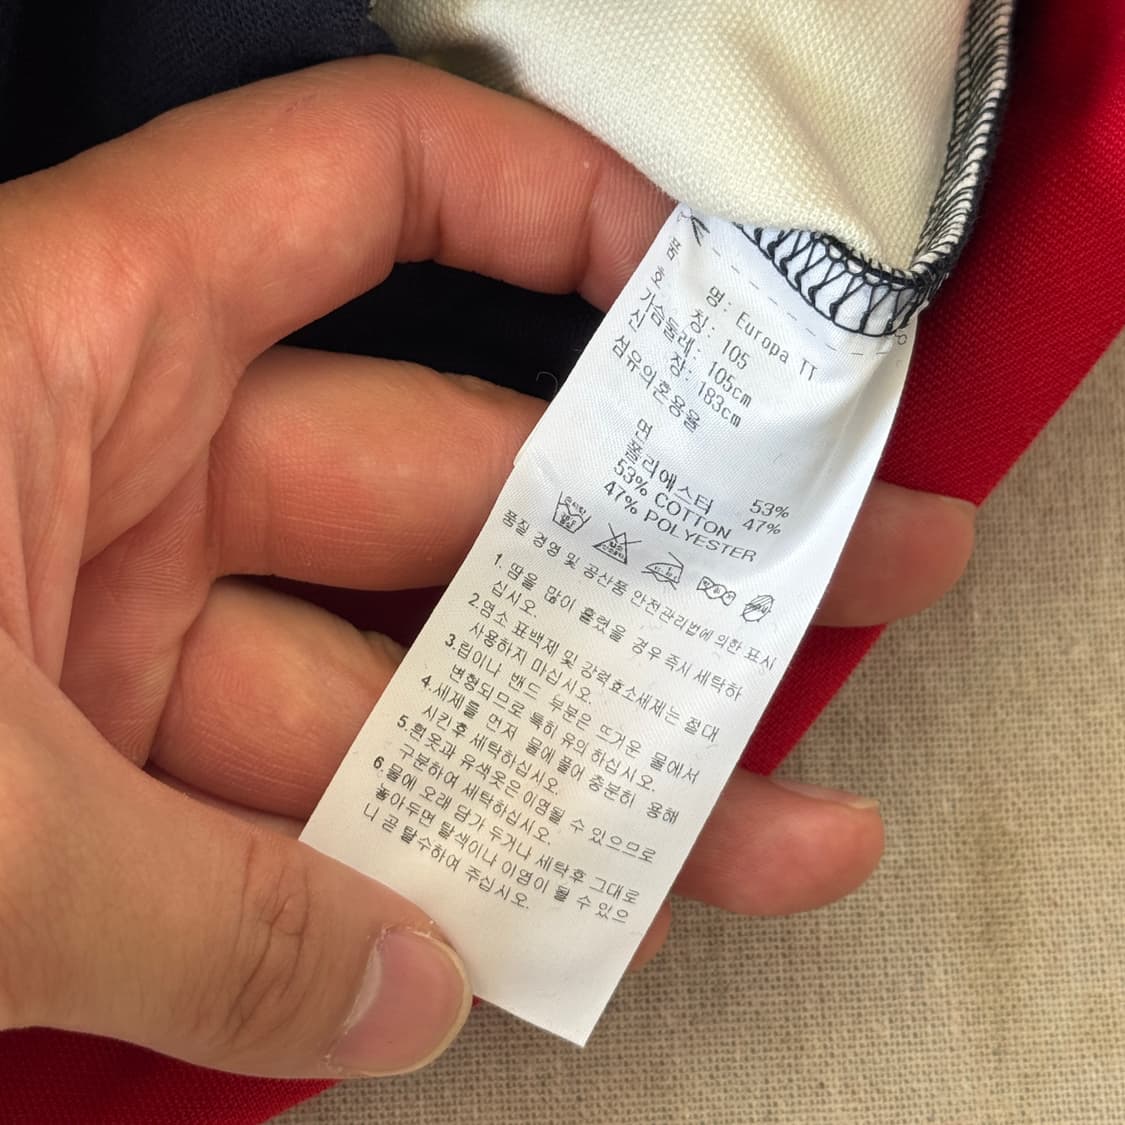 품명: Europa TT
호칭: 105
가슴둘레: 105cm
신장: 183cm
섬유의혼용율
면 53%
폴리에스터 47%
53% COTTON
47% POLYESTER
품질 경영 및 공산품 안전관리법에 의한 표시
1. 땀을 많이 흘렸을 경우 즉시 세탁하
십시오.
2.염소 표백제 및 강력효소세제는 절대
사용하지 마십시오.
3.립이나 밴드 부분은 뜨거운 물에서
변형되므로 특히 유의 하십시오.
4.세제를 먼저 물에 풀어 충분히 용해
시킨후 세탁하십시오.
5.흰옷과 유색옷은 이염될 수 있으므로
구분하여 세탁하십시오.
6.물에 오래 담가 두거나 세탁후 그대로
놓아두면 탈색이나 이염이 될 수 있으
니 곧 탈수하여 주십시오.